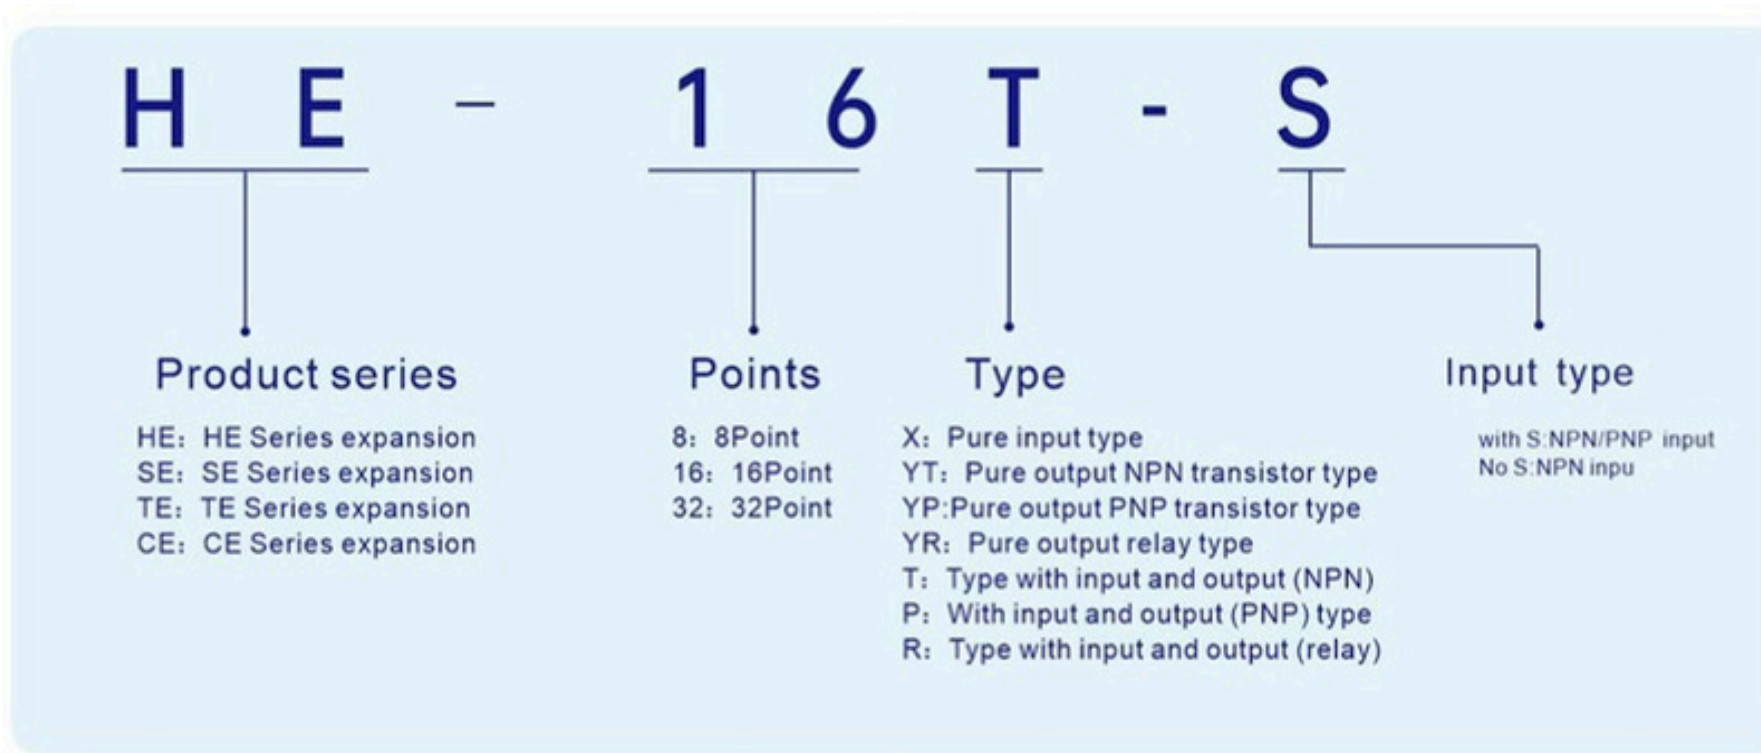 H E - 1 6 T - S
Product series
HE： HE Series expansion
SE： SE Series expansion
TE： TE Series expansion
CE： CE Series expansion
Points
8： 8Point
16： 16Point
32： 32Point
Type
X： Pure input type
YT： Pure output NPN transistor type
YP:Pure output PNP transistor type
YR： Pure output relay type
T： Type with input and output (NPN)
P： With input and output (PNP) type
R： Type with input and output (relay)
Input type
with S:NPN/PNP input
No S:NPN inpu